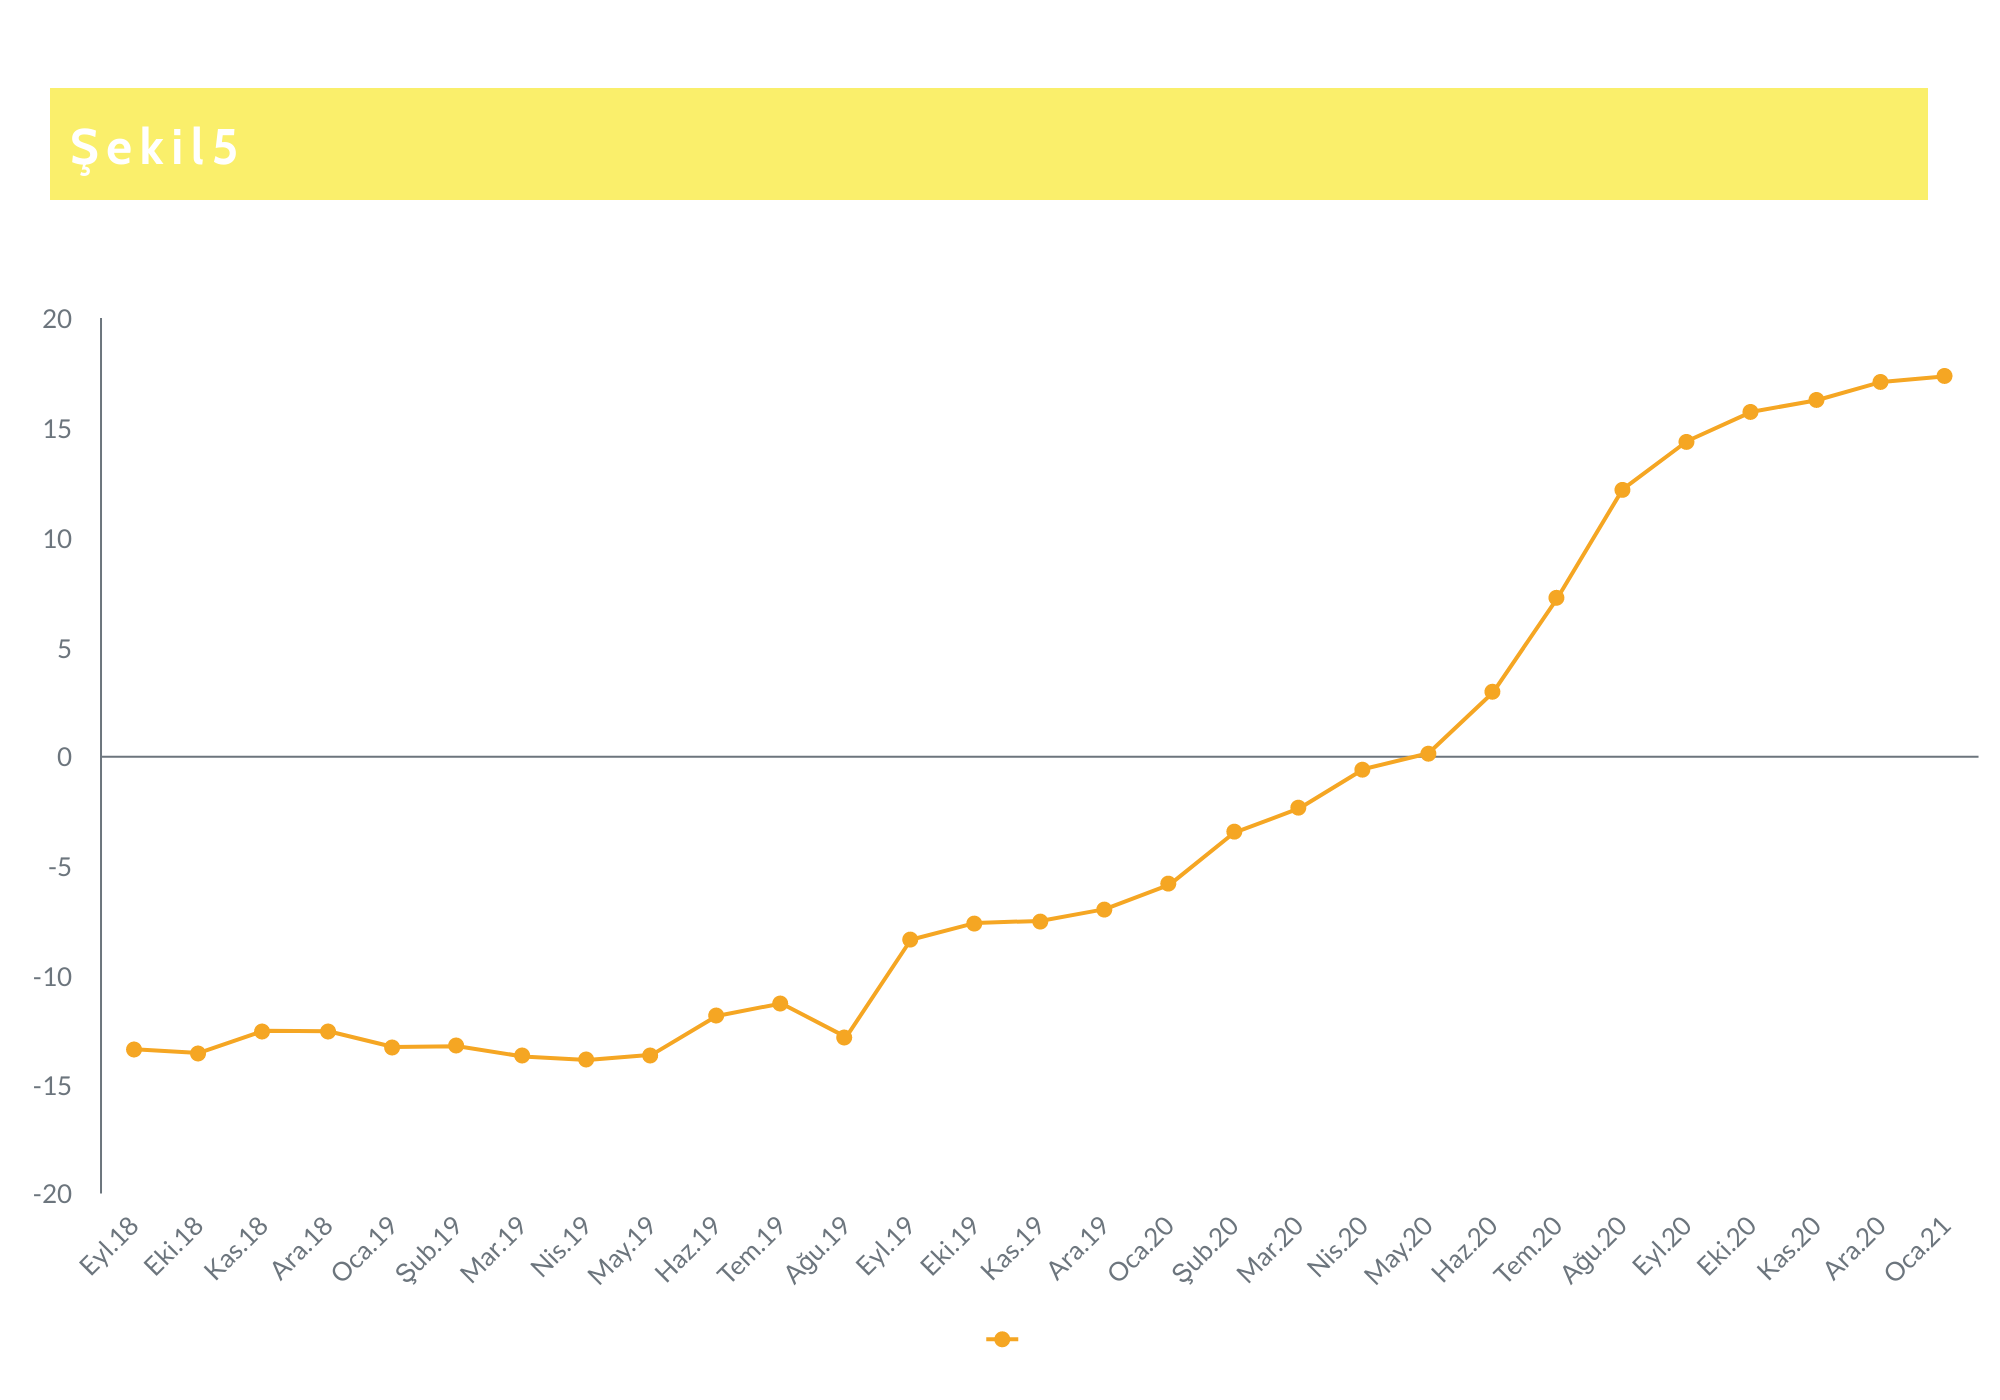 Şekil5
20
15
10
5
0
-5
-10
-15
-20
Eyl.18
Eki.18
Kas.18
Ara.18
Oca.19
Şub.19
Mar.19
Nis.19
May.19
Haz.19
Tem.19
Ağu.19
Eyl.19
Eki.19
Kas.19
Ara.19
Oca.20
Şub.20
Mar.20
Nis.20
May.20
Haz.20
Tem.20
Ağu.20
Eyl.20
Eki.20
Kas.20
Ara.20
Oca.21